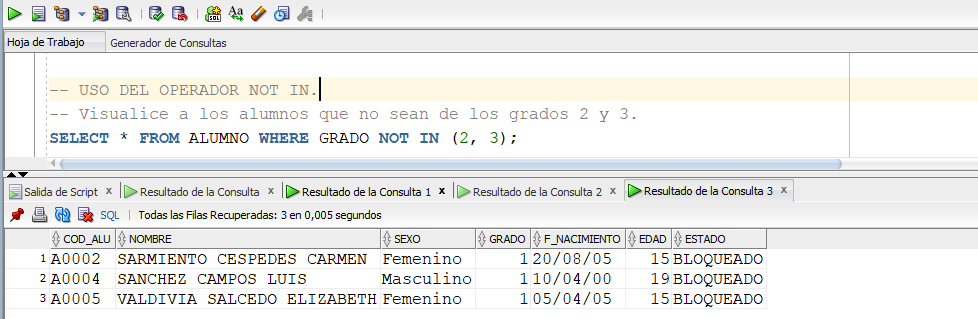 Hoja de Trabajo Generador de Consultas
-- USO DEL OPERADOR NOT IN.
-- Visualice a los alumnos que no sean de los grados 2 y 3.
SELECT * FROM ALUMNO WHERE GRADO NOT IN (2, 3);
Salida de Script x Resultado de la Consulta x Resultado de la Consulta 1 x Resultado de la Consulta 2 x Resultado de la Consulta 3 x
SQL | Todas las Filas Recuperadas: 3 en 0,005 segundos
COD_ALU NOMBRE SEXO GRADO F_NACIMIENTO EDAD ESTADO
1 A0002 SARMIENTO CESPEDES CARMEN Femenino 1 20/08/05 15 BLOQUEADO
2 A0004 SANCHEZ CAMPOS LUIS Masculino 1 10/04/00 19 BLOQUEADO
3 A0005 VALDIVIA SALCEDO ELIZABETH Femenino 1 05/04/05 15 BLOQUEADO